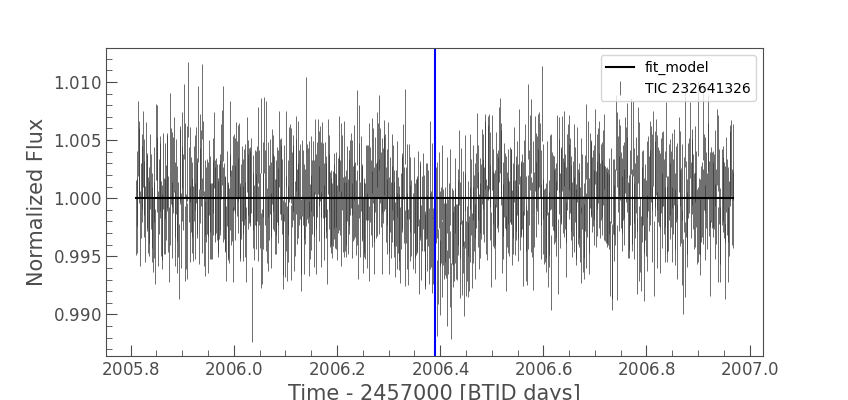 fit_model
TIC 232641326
1.010
1.005
1.000
0.995
0.990
Normalized Flux
2005.8 2006.0 2006.2 2006.4 2006.6 2006.8 2007.0
Time - 2457000 [BTJD days]